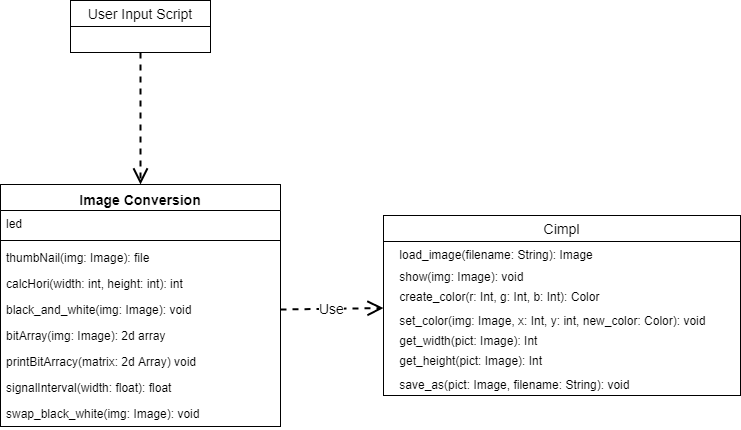 User Input Script
Image Conversion
led
thumbNail(img: Image): file
calcHori(width: int, height: int): int
black_and_white(img: Image): void
bitArray(img: Image): 2d array
printBitArracy(matrix: 2d Array) void
signalInterval(width: float): float
swap_black_white(img: Image): void
Use
Cimpl
load_image(filename: String): Image
show(img: Image): void
create_color(r: Int, g: Int, b: Int): Color
set_color(img: Image, x: Int, y: int, new_color: Color): void
get_width(pict: Image): Int
get_height(pict: Image): Int
save_as(pict: Image, filename: String): void